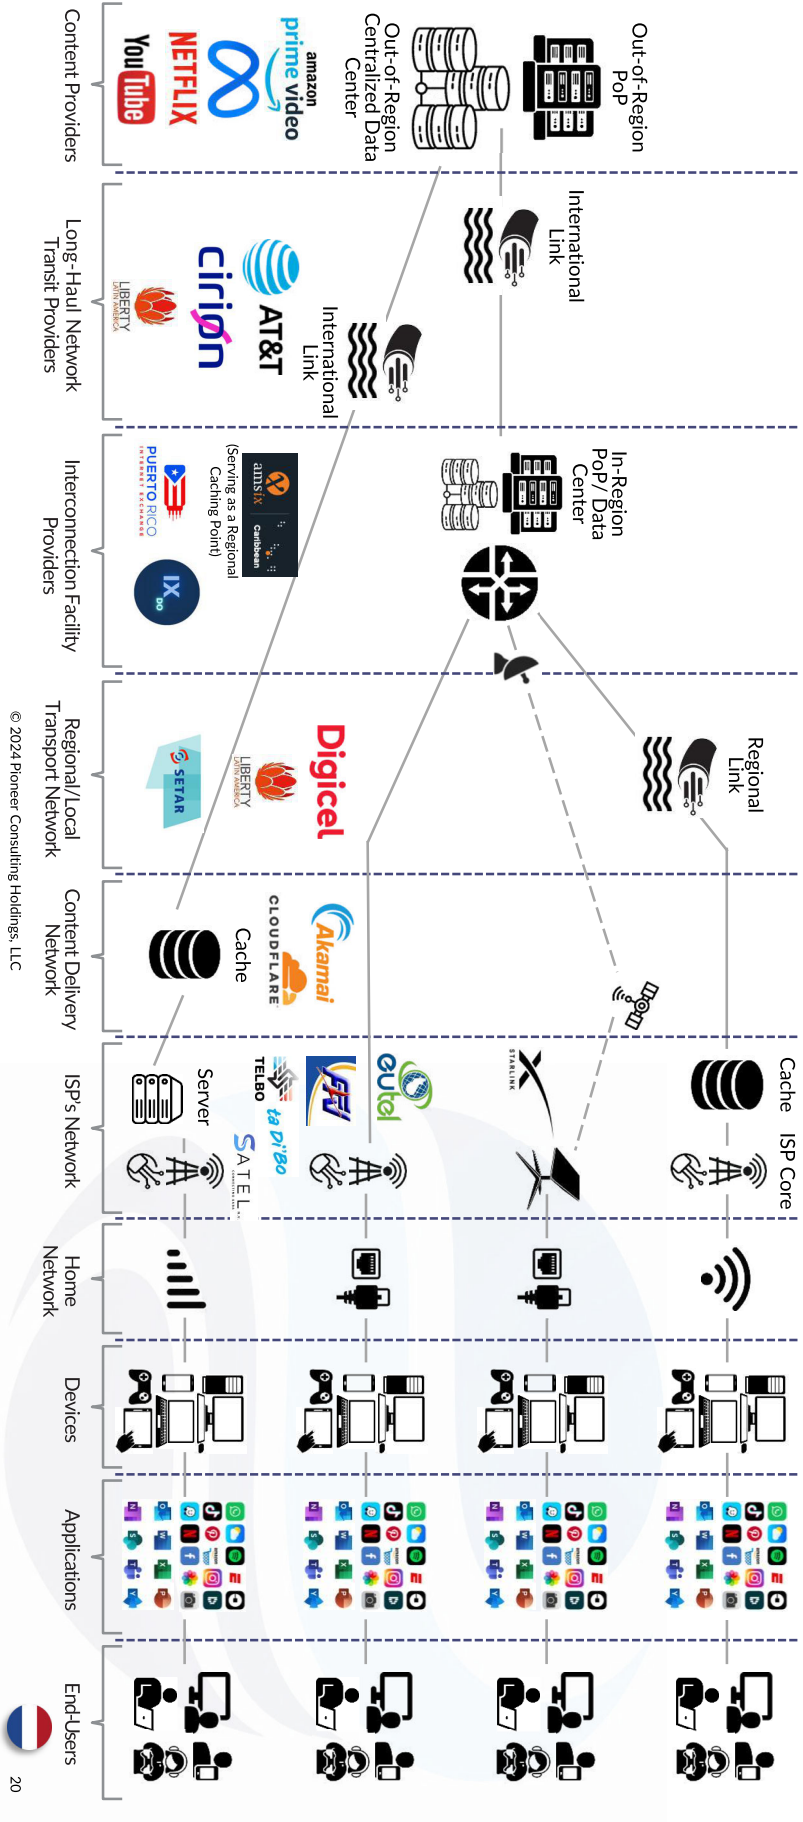 Out-of-Region
PoP
Out-of-Region
Centralized Data
Center
amazon
prime video
NETFLIX
YouTube
Content Providers
International
Link
International
Link
AT&T
cirion
LIBERTY
LATIN AMERICA
Long-Haul Network
Transit Providers
In-Region
PoP/ Data
Center
amsix
Caribbean
(Serving as a Regional
Caching Point)
PUERTO RICO
INTERNET EXCHANGE
IX
DO
Interconnection Facility
Providers
Regional
Link
Digicel
LIBERTY
LATIN AMERICA
SETAR
Regional/Local
Transport Network
Akamai
CLOUDFLARE
Cache
Content Delivery
Network
Cache
ISP Core
STARLINK
eutel
TELBO
ta Di'Bo
SATEL
Server
ISP's Network
Home
Network
Devices
Applications
End-Users
© 2024 Pioneer Consulting Holdings, LLC
20